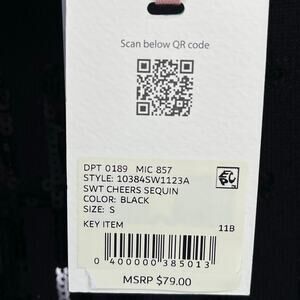 Scan below QR code
DPT 0189 MIC 857
STYLE: 10384SW1123A
SWT CHEERS SEQUIN
COLOR: BLACK
SIZE: S
KEY ITEM 11B
0 400000 385013
MSRP $79.00